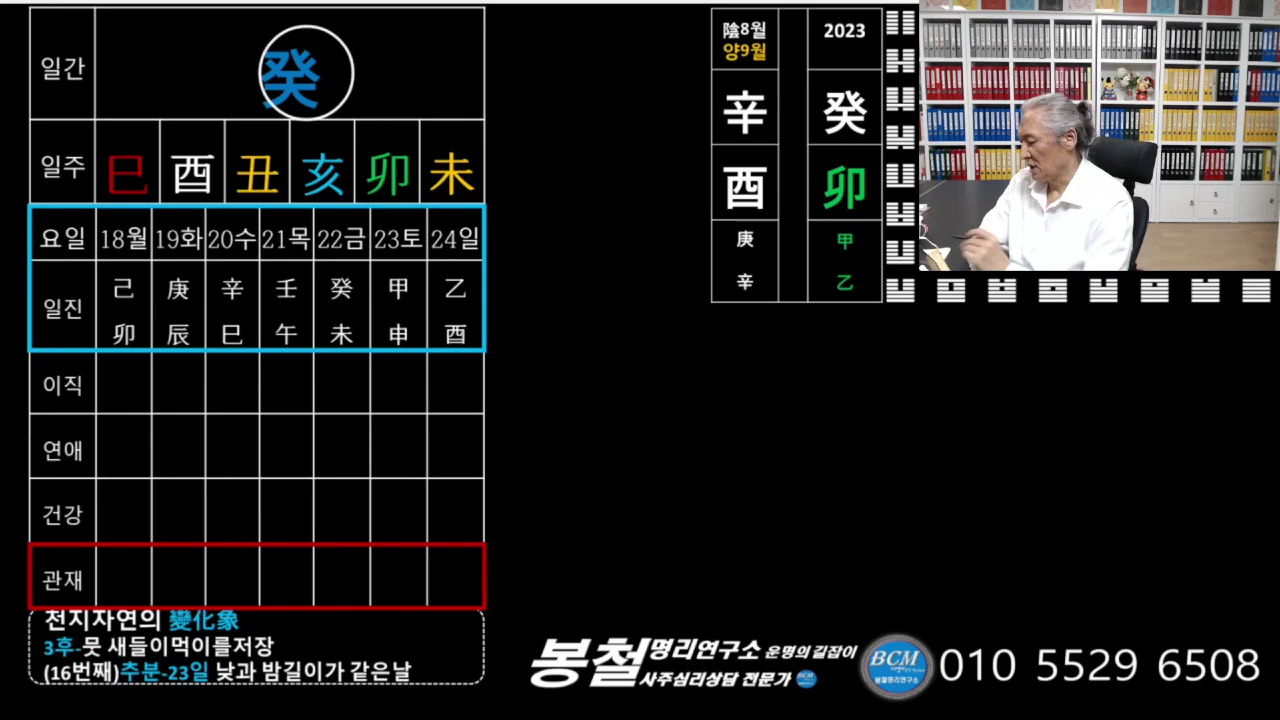 일간 癸
일주 巳 酉 丑 亥 卯 未
요일 18월 19화 20수 21목 22금 23토 24일
일진 己 庚 辛 壬 癸 甲 乙
卯 辰 巳 午 未 申 酉
이직
연애
건강
관재
천지자연의 變化象
3후-뭇 새들이먹이를저장
(16번째)추분-23일 낮과 밤길이가 같은날
陰8월 2023
양9월
辛 癸
酉 卯
庚 甲
辛 乙
봉철명리연구소 운명의 길잡이
사주심리상담 전문가
BCM
봉철명리연구소
010 5529 6508